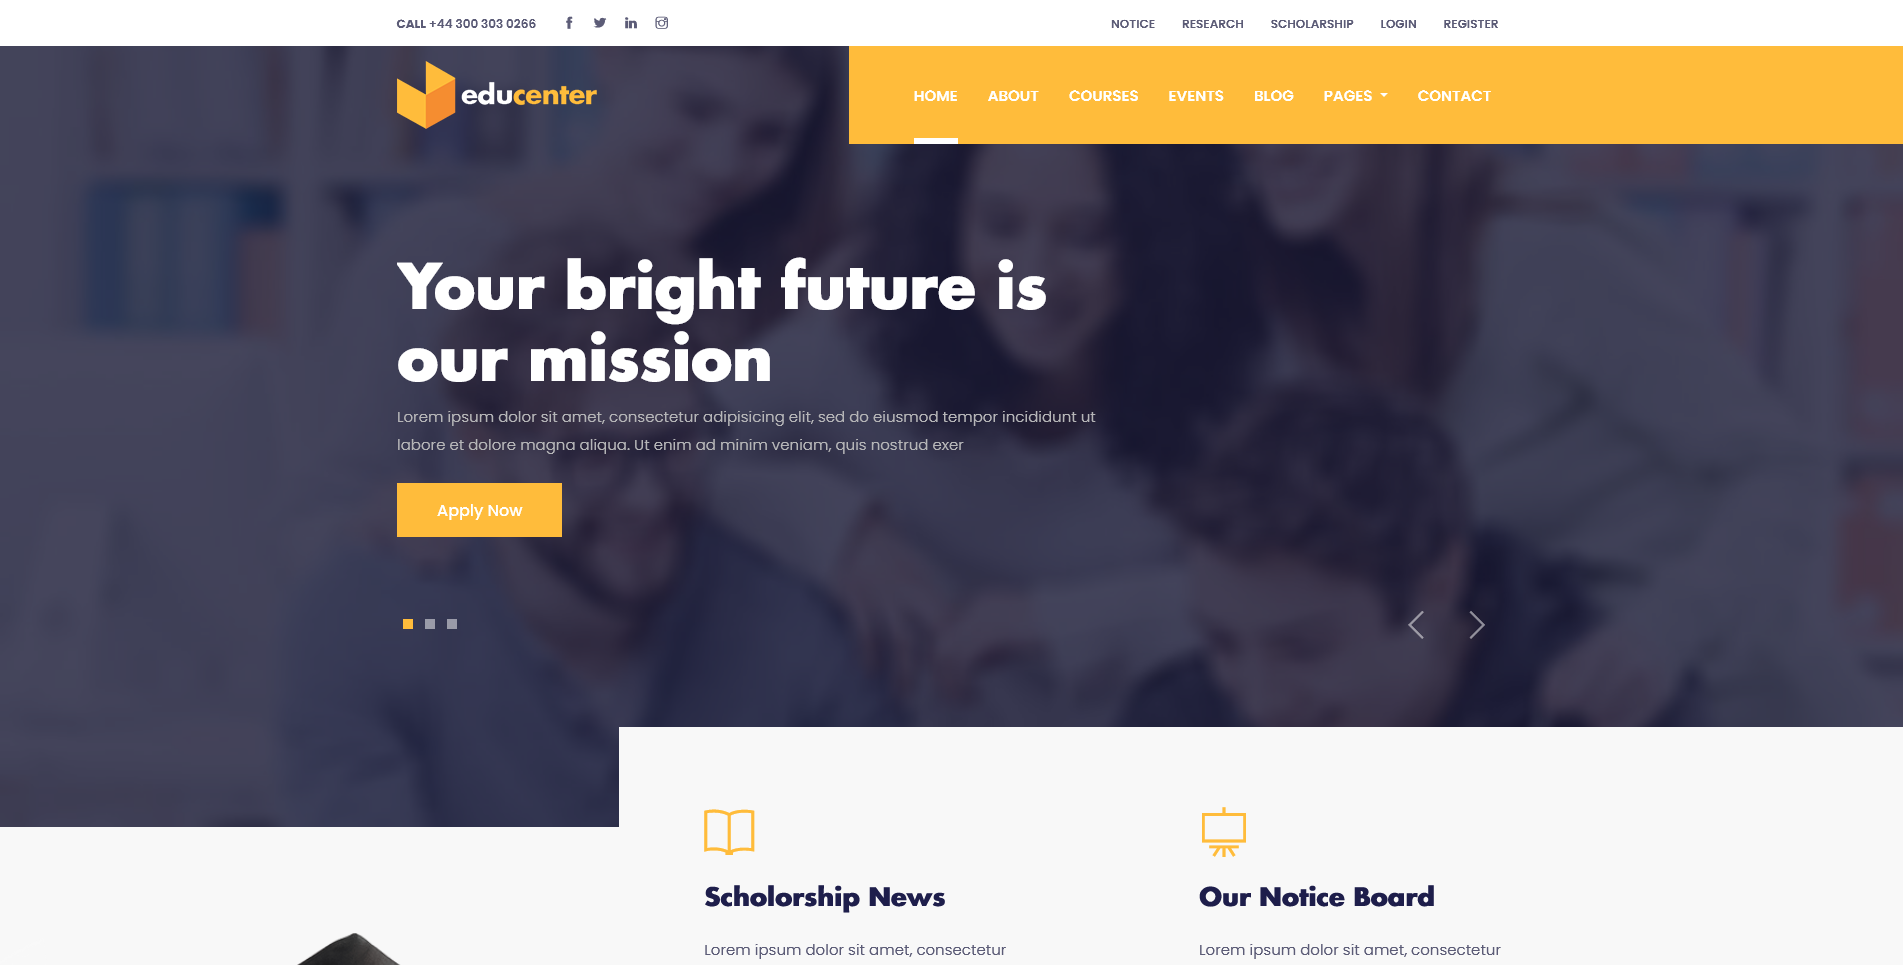 CALL +44 300 303 0266
NOTICE RESEARCH SCHOLARSHIP LOGIN REGISTER
educenter
HOME ABOUT COURSES EVENTS BLOG PAGES CONTACT
Your bright future is
our mission
Lorem ipsum dolor sit amet, consectetur adipisicing elit, sed do eiusmod tempor incididunt ut
labore et dolore magna aliqua. Ut enim ad minim veniam, quis nostrud exer
Apply Now
Scholorship News
Lorem ipsum dolor sit amet, consectetur
Our Notice Board
Lorem ipsum dolor sit amet, consectetur